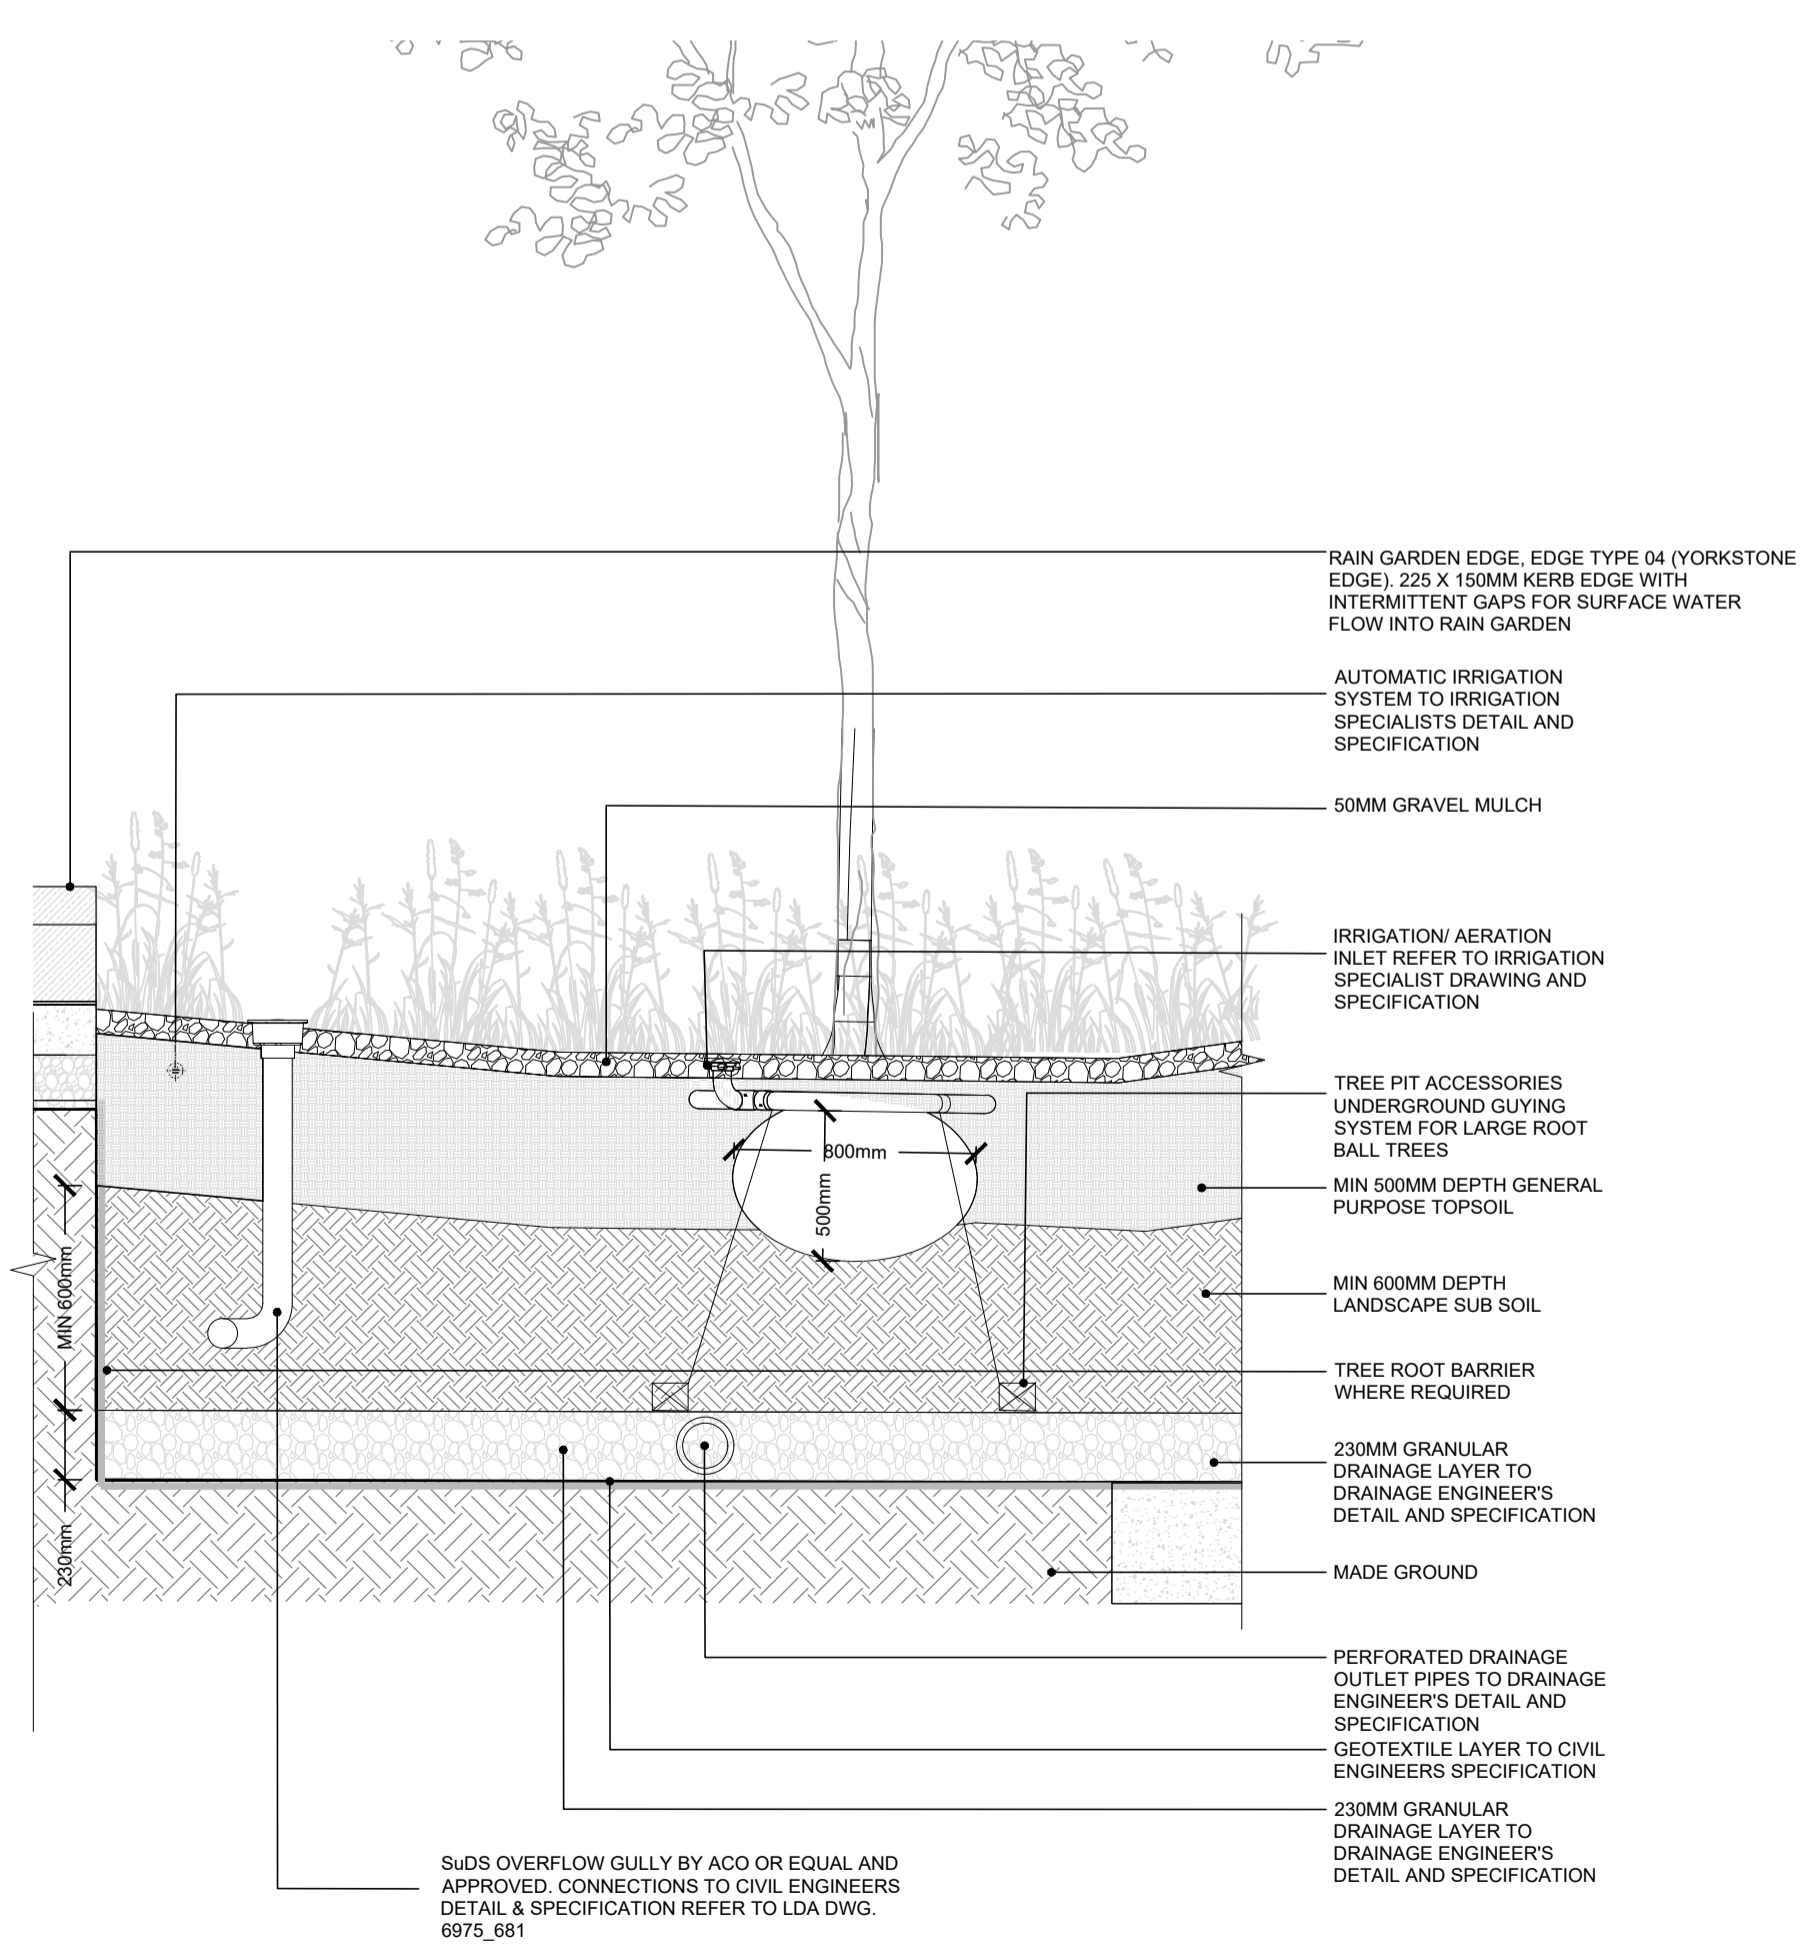 RAIN GARDEN EDGE, EDGE TYPE 04 (YORKSTONE
EDGE). 225 X 150MM KERB EDGE WITH
INTERMITTENT GAPS FOR SURFACE WATER
FLOW INTO RAIN GARDEN
AUTOMATIC IRRIGATION
SYSTEM TO IRRIGATION
SPECIALISTS DETAIL AND
SPECIFICATION
50MM GRAVEL MULCH
IRRIGATION/ AERATION
INLET REFER TO IRRIGATION
SPECIALIST DRAWING AND
SPECIFICATION
TREE PIT ACCESSORIES
UNDERGROUND GUYING
SYSTEM FOR LARGE ROOT
BALL TREES
800mm
500mm
MIN 500MM DEPTH GENERAL
PURPOSE TOPSOIL
MIN 600mm
MIN 600MM DEPTH
LANDSCAPE SUB SOIL
TREE ROOT BARRIER
WHERE REQUIRED
230MM GRANULAR
DRAINAGE LAYER TO
DRAINAGE ENGINEER'S
DETAIL AND SPECIFICATION
230mm
MADE GROUND
PERFORATED DRAINAGE
OUTLET PIPES TO DRAINAGE
ENGINEER'S DETAIL AND
SPECIFICATION
GEOTEXTILE LAYER TO CIVIL
ENGINEERS SPECIFICATION
230MM GRANULAR
DRAINAGE LAYER TO
DRAINAGE ENGINEER'S
DETAIL AND SPECIFICATION
SuDS OVERFLOW GULLY BY ACO OR EQUAL AND
APPROVED. CONNECTIONS TO CIVIL ENGINEERS
DETAIL & SPECIFICATION REFER TO LDA DWG.
6975_681